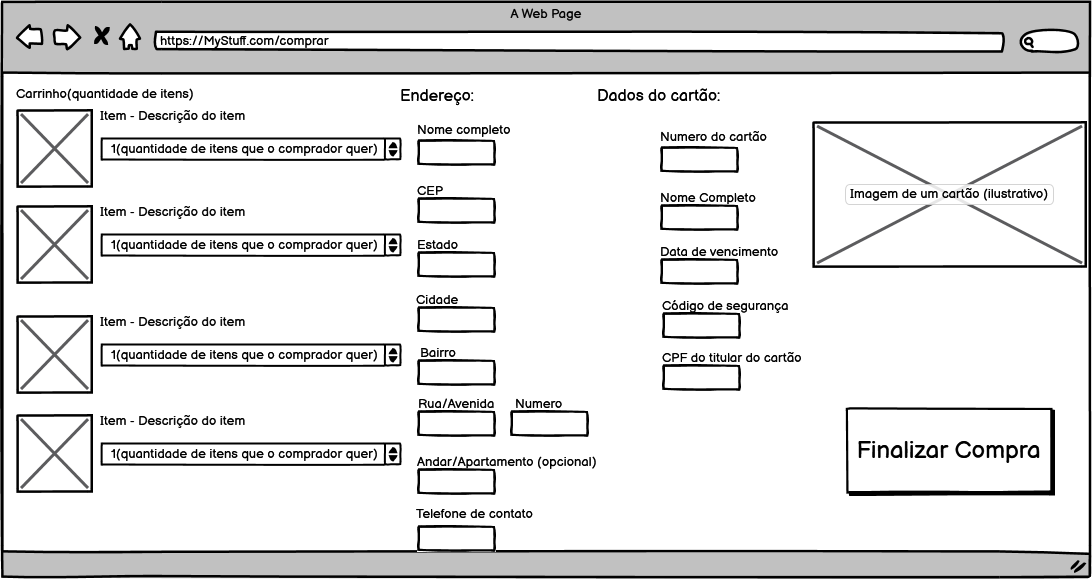 A Web Page
https://MyStuff.com/comprar
Carrinho(quantidade de itens)
Item - Descrição do item
1(quantidade de itens que o comprador quer)
Item - Descrição do item
1(quantidade de itens que o comprador quer)
Item - Descrição do item
1(quantidade de itens que o comprador quer)
Item - Descrição do item
1(quantidade de itens que o comprador quer)
Endereço:
Nome completo
CEP
Estado
Cidade
Bairro
Rua/Avenida
Numero
Andar/Apartamento (opcional)
Telefone de contato
Dados do cartão:
Numero do cartão
Nome Completo
Data de vencimento
Código de segurança
CPF do titular do cartão
Imagem de um cartão (ilustrativo)
Finalizar Compra